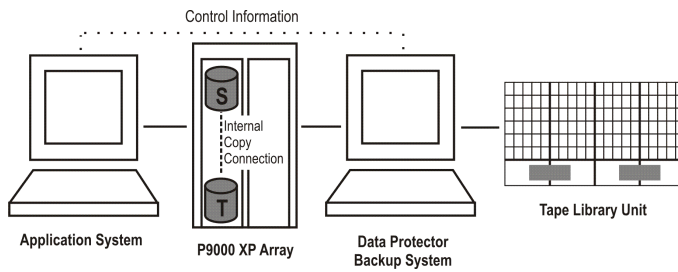 Control Information
S
Internal
Copy
Connection
T
Application System
P9000 XP Array
Data Protector
Backup System
Tape Library Unit